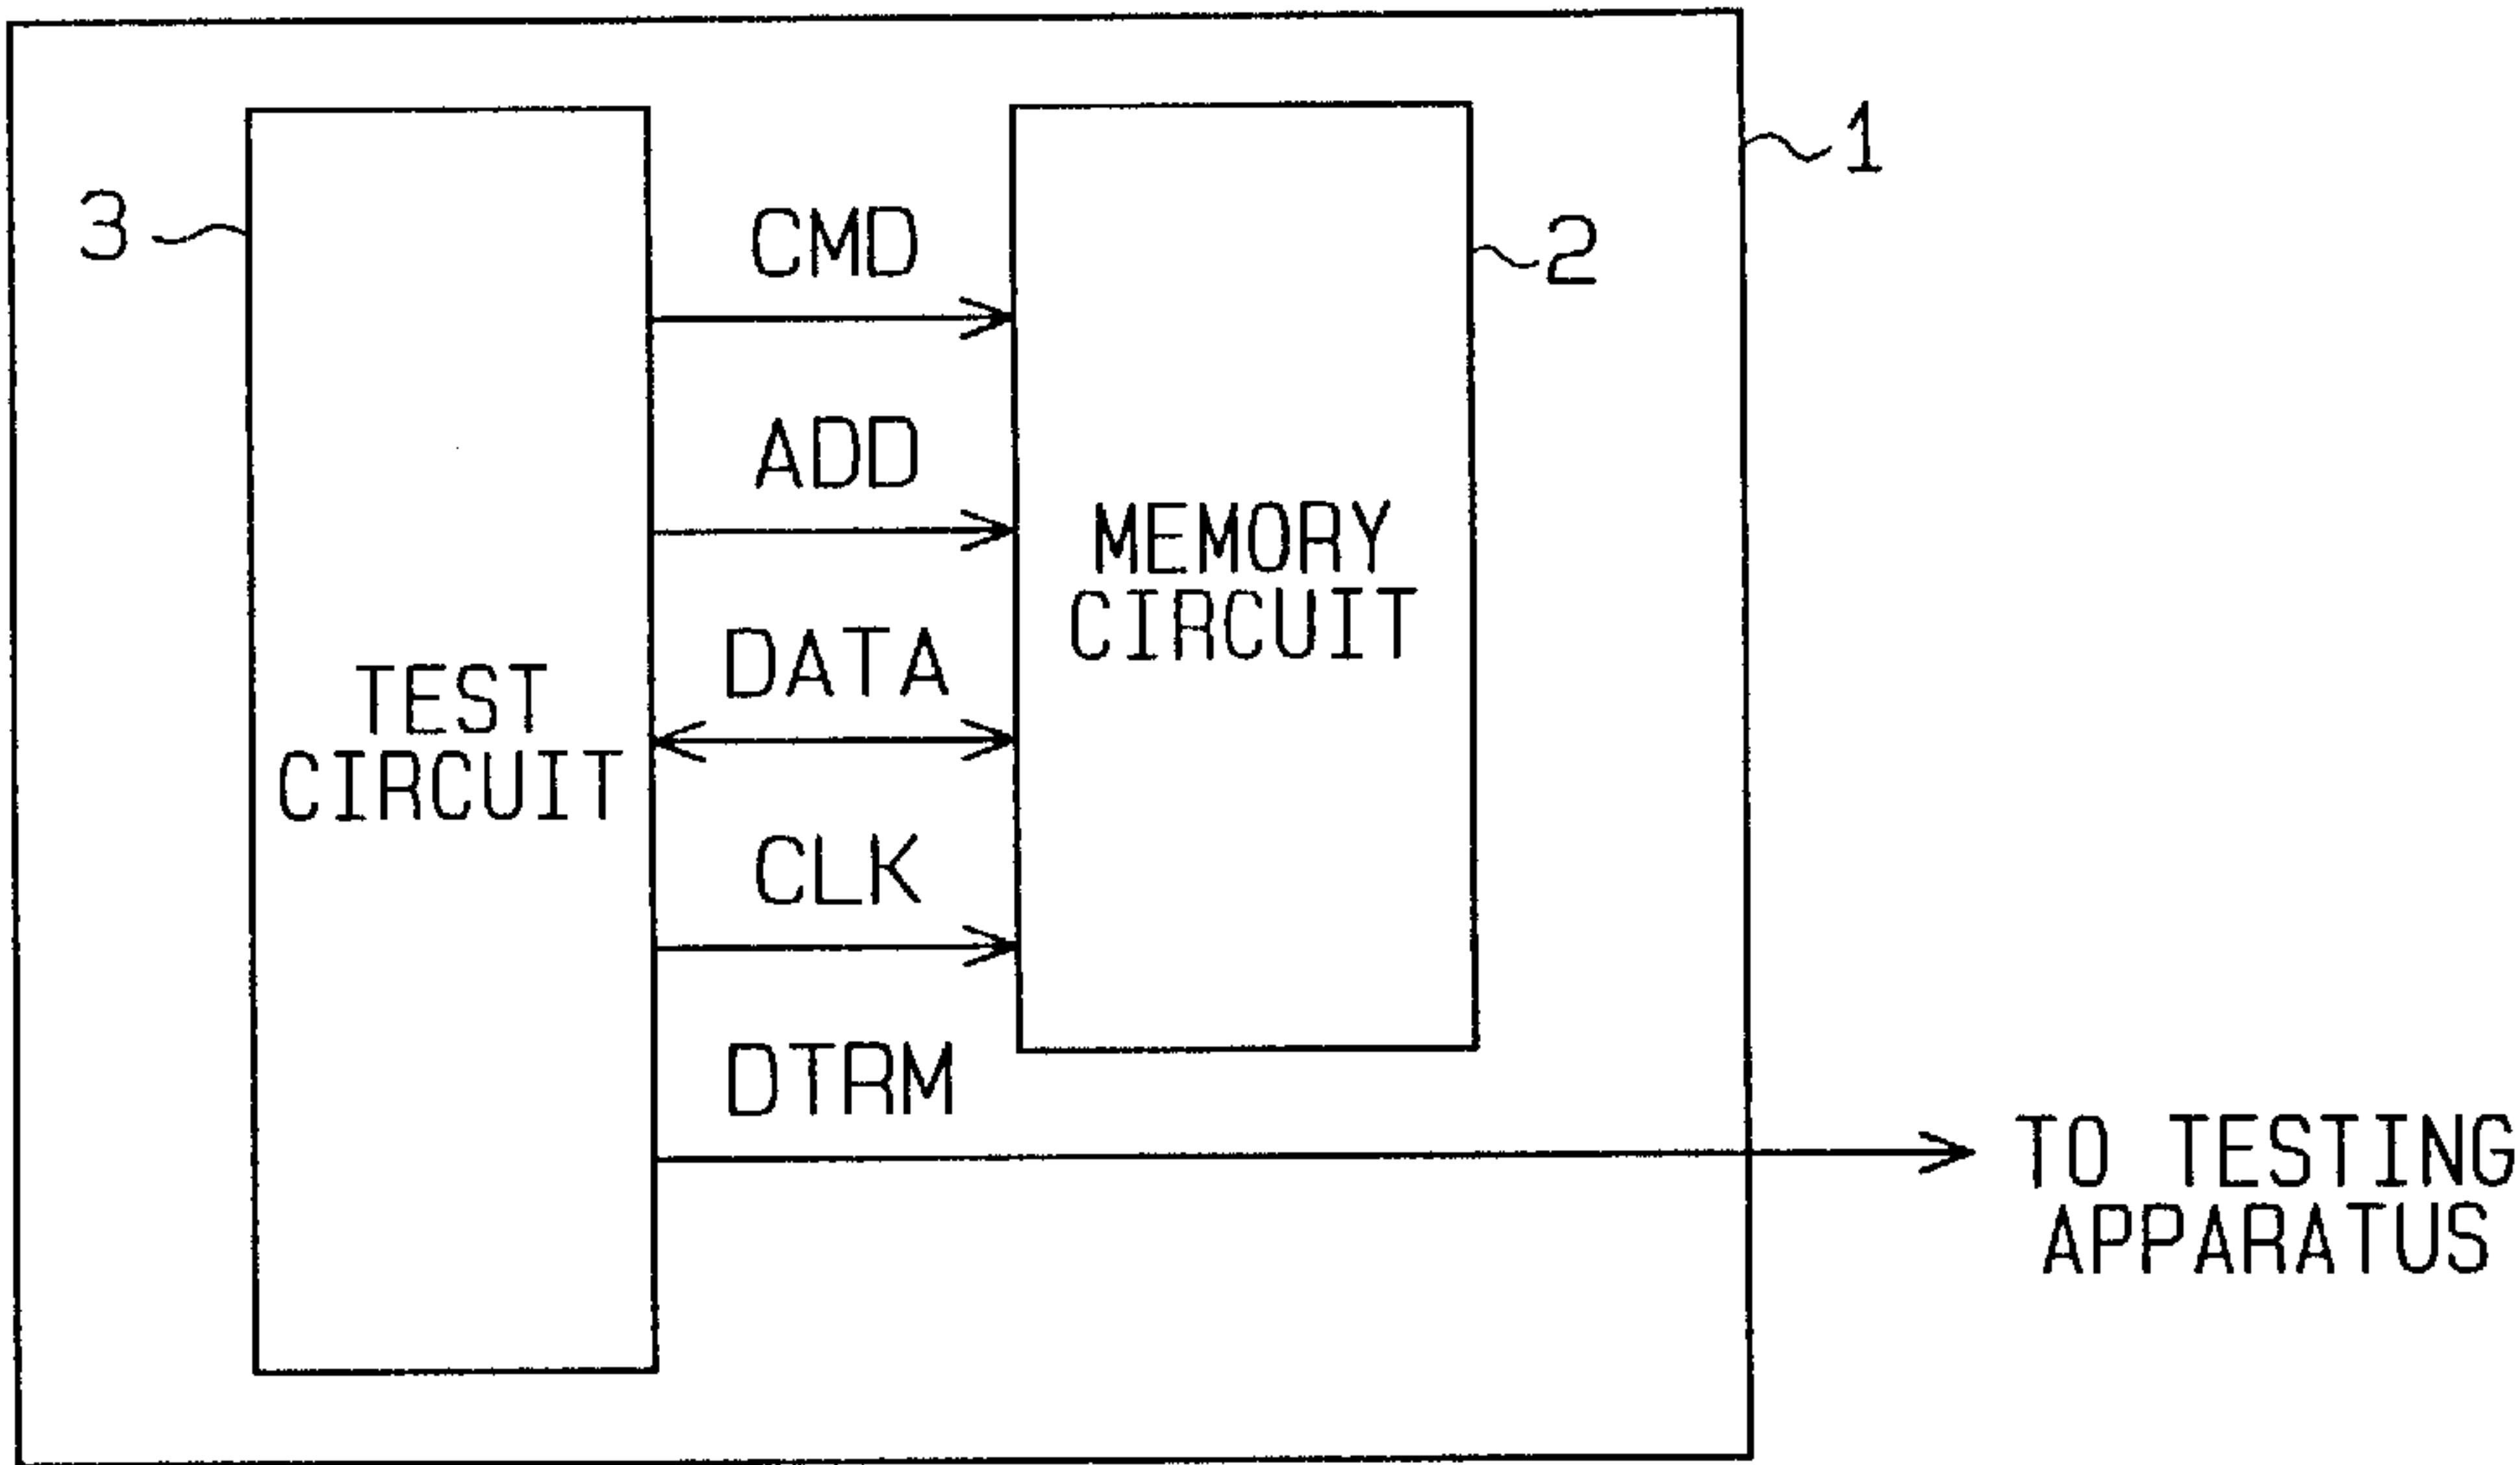 1
3
CMD
2
ADD
MEMORY
CIRCUIT
DATA
TEST
CIRCUIT
CLK
DTRM
TO TESTING
APPARATUS